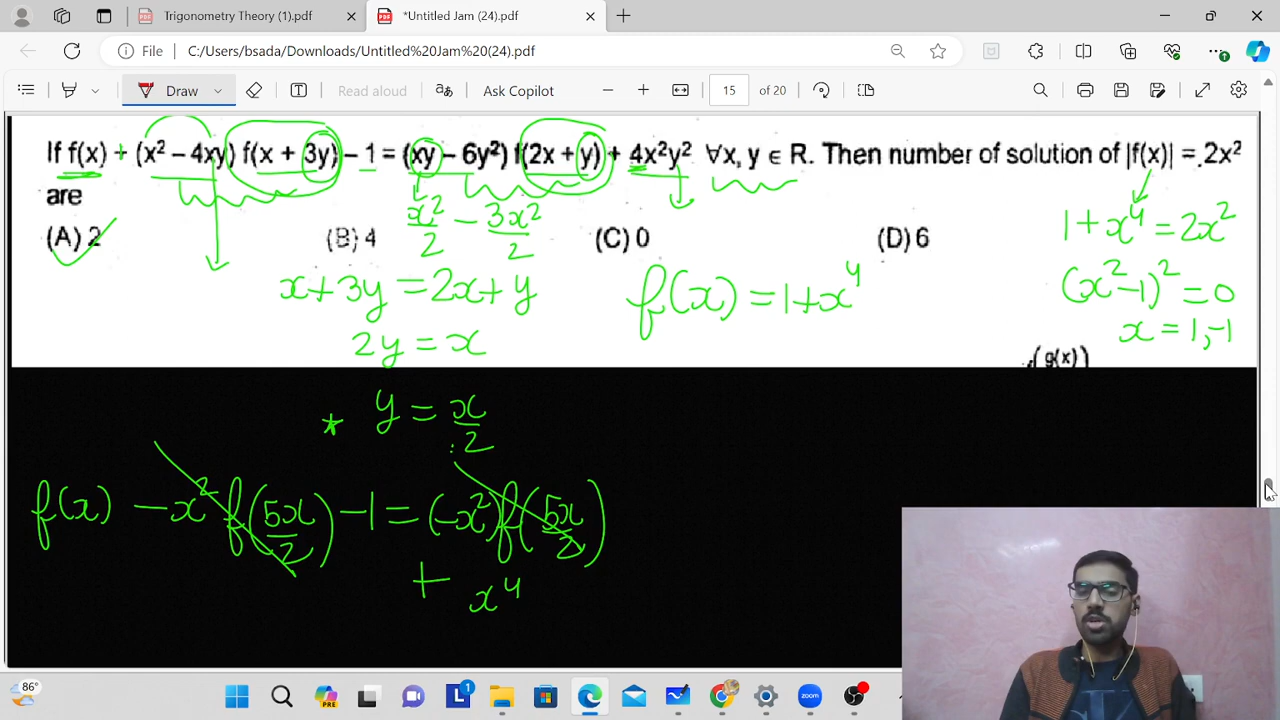 Trigonometry Theory (1).pdf
*Untitled Jam (24).pdf
File
C:/Users/bsada/Downloads/Untitled%20Jam%20(24).pdf
Draw
Read aloud
Ask Copilot
15
of 20
If f(x) + (x² – 4xy) f(x + 3y) – 1 = (xy – 6y²) f(2x + y) + 4x²y² ∀x, y ∈ R. Then number of solution of |f(x)| = 2x²
are
x²/2 – 3x²/2
1 + x⁴ = 2x²
(A) 2
(B) 4
(C) 0
(D) 6
x + 3y = 2x + y
f(x) = 1 + x⁴
(x² – 1)² = 0
2y = x
x = 1, –1
(g(x))
* y = x/2
f(x) – x² f(5x/2) – 1 = (–x²) f(5x/2)
+ x⁴
86°
PRE
L
1
zoom